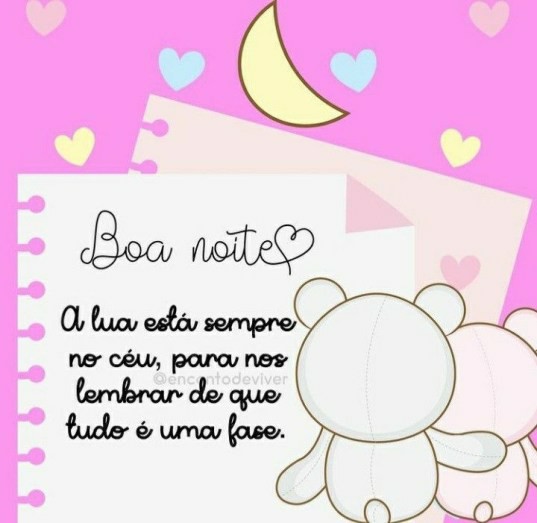 Boa noite
A lua está sempre
no céu, para nos
@encantodeviver
lembrar de que
tudo é uma fase.